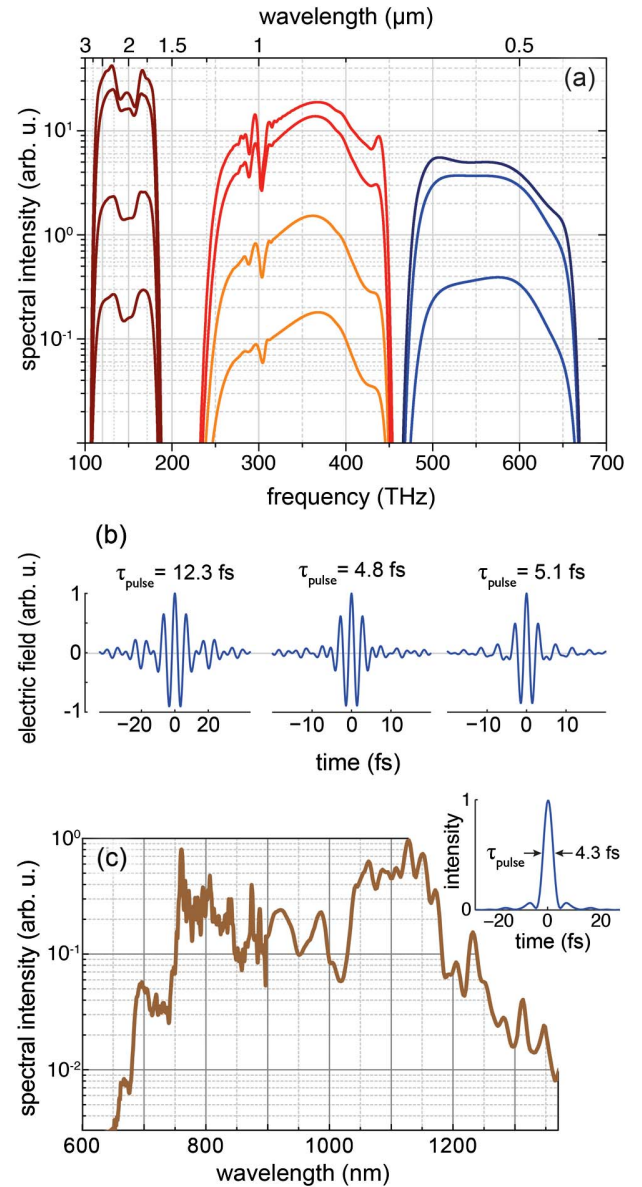 wavelength (µm)
3 2 1.5 1 0.5
(a)
spectral intensity (arb. u.)
10¹
10⁰
10⁻¹
100 200 300 400 500 600 700
frequency (THz)
(b)
τpulse = 12.3 fs τpulse = 4.8 fs τpulse = 5.1 fs
electric field (arb. u.)
1
0
-1
−20 0 20 −10 0 10 −10 0 10
time (fs)
(c)
spectral intensity (arb. u.)
10⁰
10⁻¹
10⁻²
600 800 1000 1200
wavelength (nm)
intensity
1
0
τpulse 4.3 fs
−20 0 20
time (fs)